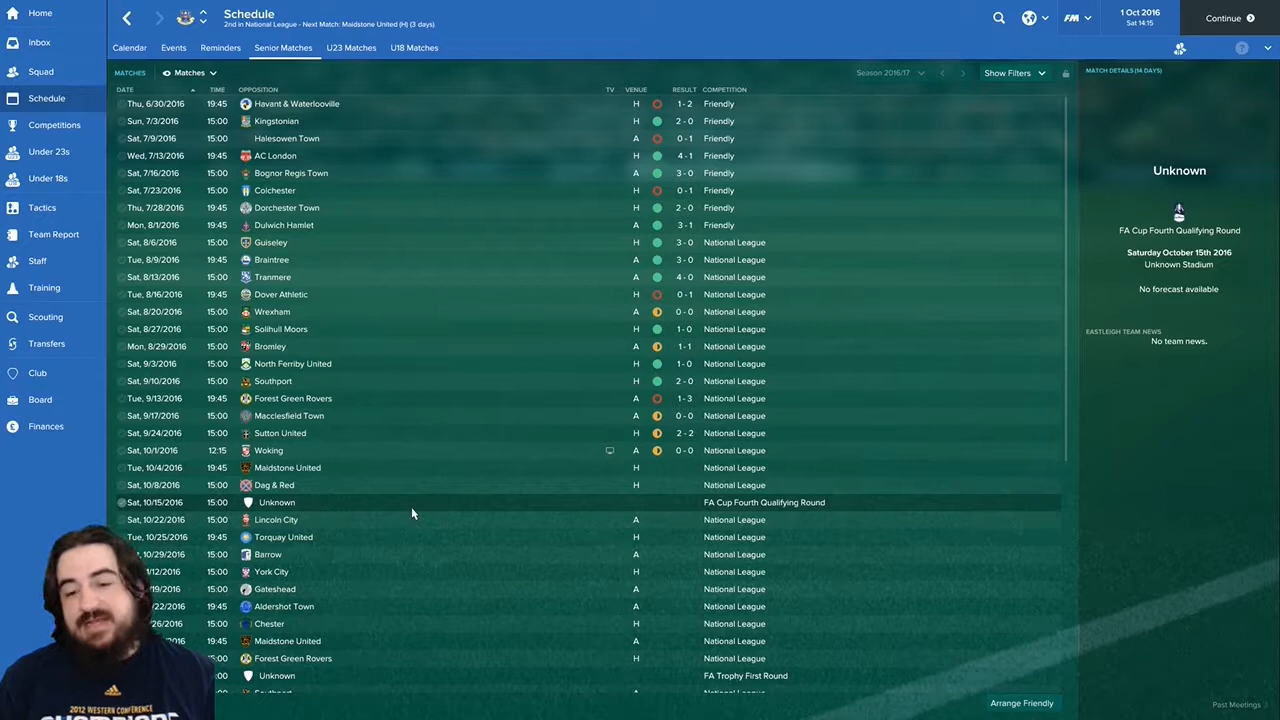 Home
Inbox
Squad
Schedule
Competitions
Under 23s
Under 18s
Tactics
Team Report
Staff
Training
Scouting
Transfers
Club
Board
Finances
Schedule
2nd in National League - Next Match: Maidstone United (H) (3 days)
FM
1 Oct 2016
Sat 14:15
Continue
Calendar Events Reminders Senior Matches U23 Matches U18 Matches
MATCHES Matches Season 2016/17 Show Filters
DATE TIME OPPOSITION TV VENUE RESULT COMPETITION
Thu, 6/30/2016 19:45 Havant & Waterlooville H 1 - 2 Friendly
Sun, 7/3/2016 15:00 Kingstonian H 2 - 0 Friendly
Sat, 7/9/2016 15:00 Halesowen Town A 0 - 1 Friendly
Wed, 7/13/2016 19:45 AC London H 4 - 1 Friendly
Sat, 7/16/2016 15:00 Bognor Regis Town A 3 - 0 Friendly
Sat, 7/23/2016 15:00 Colchester H 0 - 1 Friendly
Thu, 7/28/2016 19:45 Dorchester Town H 2 - 0 Friendly
Mon, 8/1/2016 19:45 Dulwich Hamlet A 3 - 1 Friendly
Sat, 8/6/2016 15:00 Guiseley H 3 - 0 National League
Tue, 8/9/2016 19:45 Braintree A 3 - 0 National League
Sat, 8/13/2016 15:00 Tranmere A 4 - 0 National League
Tue, 8/16/2016 19:45 Dover Athletic H 0 - 1 National League
Sat, 8/20/2016 15:00 Wrexham A 0 - 0 National League
Sat, 8/27/2016 15:00 Solihull Moors H 1 - 0 National League
Mon, 8/29/2016 15:00 Bromley A 1 - 1 National League
Sat, 9/3/2016 15:00 North Ferriby United H 1 - 0 National League
Sat, 9/10/2016 15:00 Southport H 2 - 0 National League
Tue, 9/13/2016 19:45 Forest Green Rovers A 1 - 3 National League
Sat, 9/17/2016 15:00 Macclesfield Town A 0 - 0 National League
Sat, 9/24/2016 15:00 Sutton United H 2 - 2 National League
Sat, 10/1/2016 12:15 Woking A 0 - 0 National League
Tue, 10/4/2016 19:45 Maidstone United H National League
Sat, 10/8/2016 15:00 Dag & Red H National League
Sat, 10/15/2016 15:00 Unknown FA Cup Fourth Qualifying Round
Sat, 10/22/2016 15:00 Lincoln City A National League
Tue, 10/25/2016 19:45 Torquay United H National League
10/29/2016 15:00 Barrow A National League
1/12/2016 15:00 York City H National League
/19/2016 15:00 Gateshead A National League
/22/2016 19:45 Aldershot Town A National League
/26/2016 15:00 Chester H National League
19:45 Maidstone United A National League
:00 Forest Green Rovers H National League
:00 Unknown FA Trophy First Round
Southport A National League
Arrange Friendly
MATCH DETAILS (14 DAYS)
Unknown
FA Cup Fourth Qualifying Round
Saturday October 15th 2016
Unknown Stadium
No forecast available
EASTLEIGH TEAM NEWS
No team news.
Past Meetings
2012 WESTERN CONFERENCE
CHAMPIONS